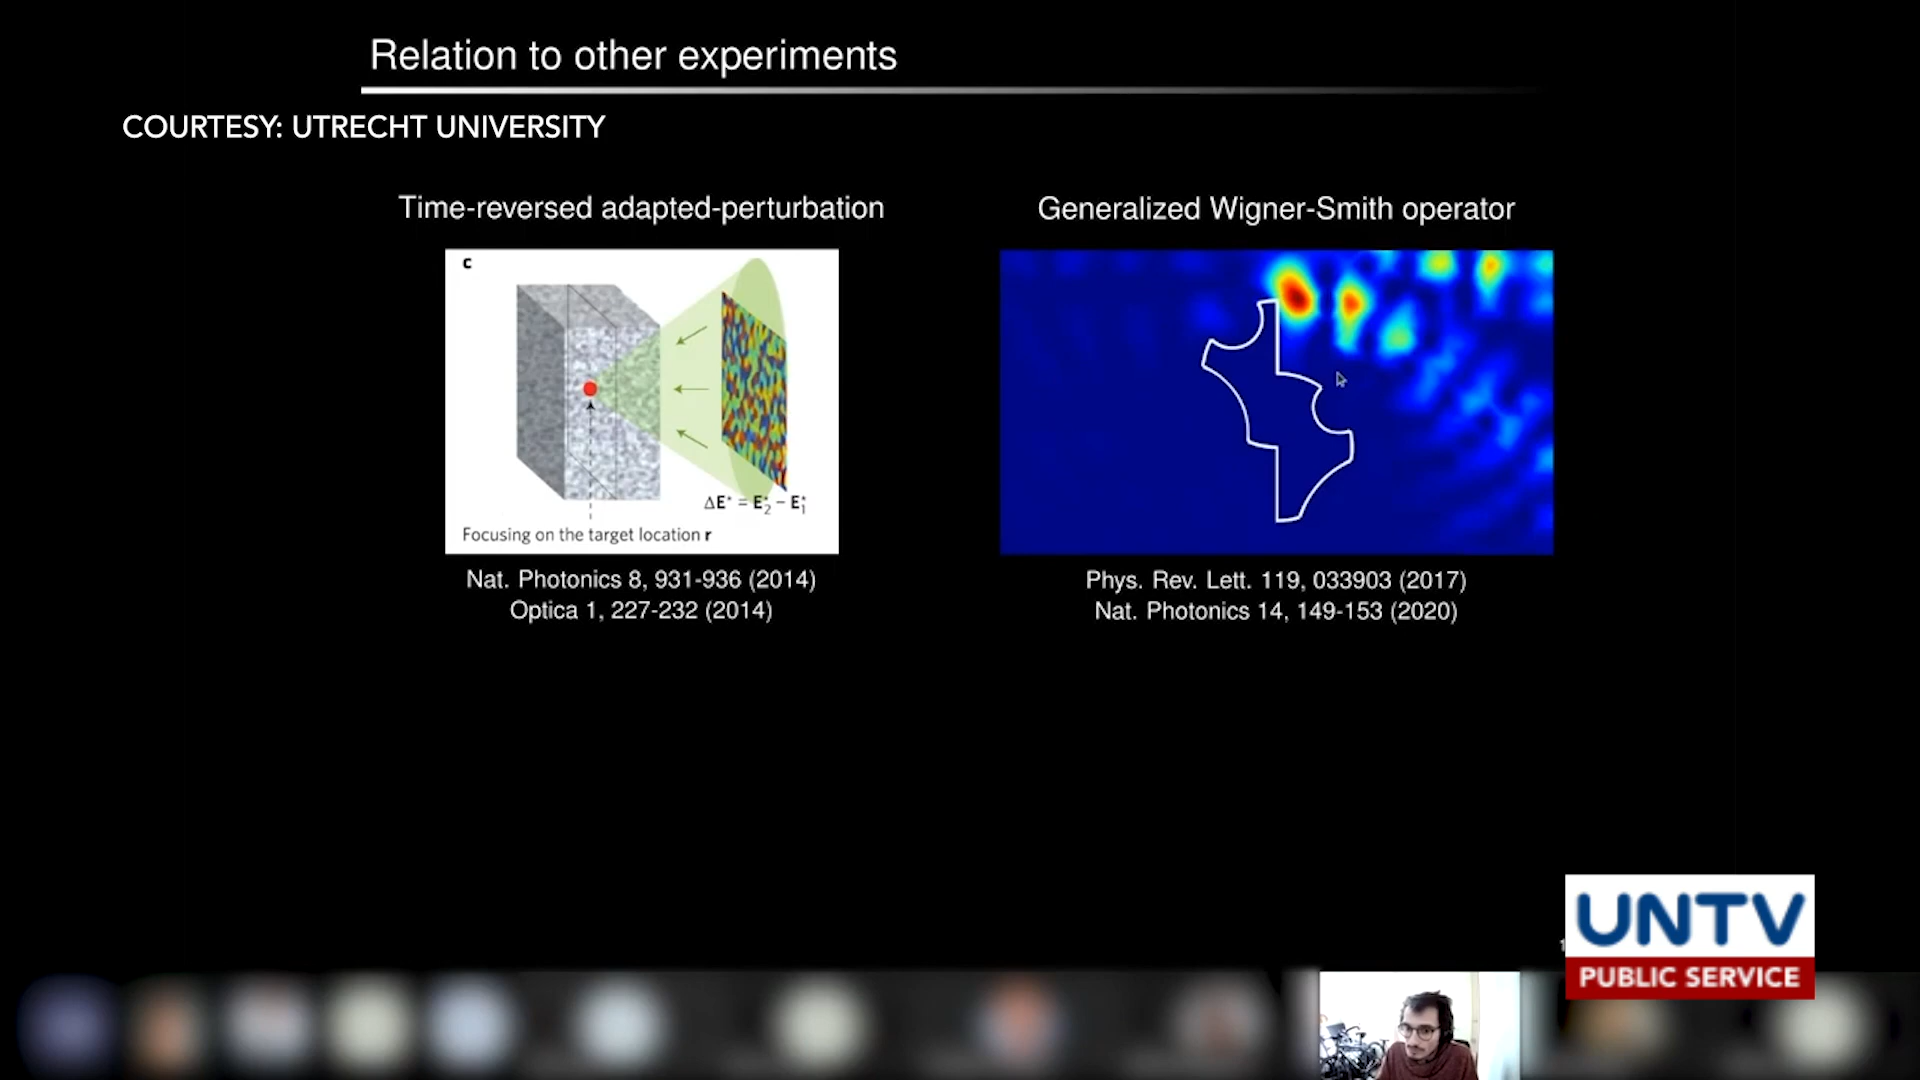 Relation to other experiments
COURTESY: UTRECHT UNIVERSITY
Time-reversed adapted-perturbation
Generalized Wigner-Smith operator
c
ΔE* = E₂* − E₁*
Focusing on the target location r
Nat. Photonics 8, 931-936 (2014)
Optica 1, 227-232 (2014)
Phys. Rev. Lett. 119, 033903 (2017)
Nat. Photonics 14, 149-153 (2020)
UNTV
PUBLIC SERVICE